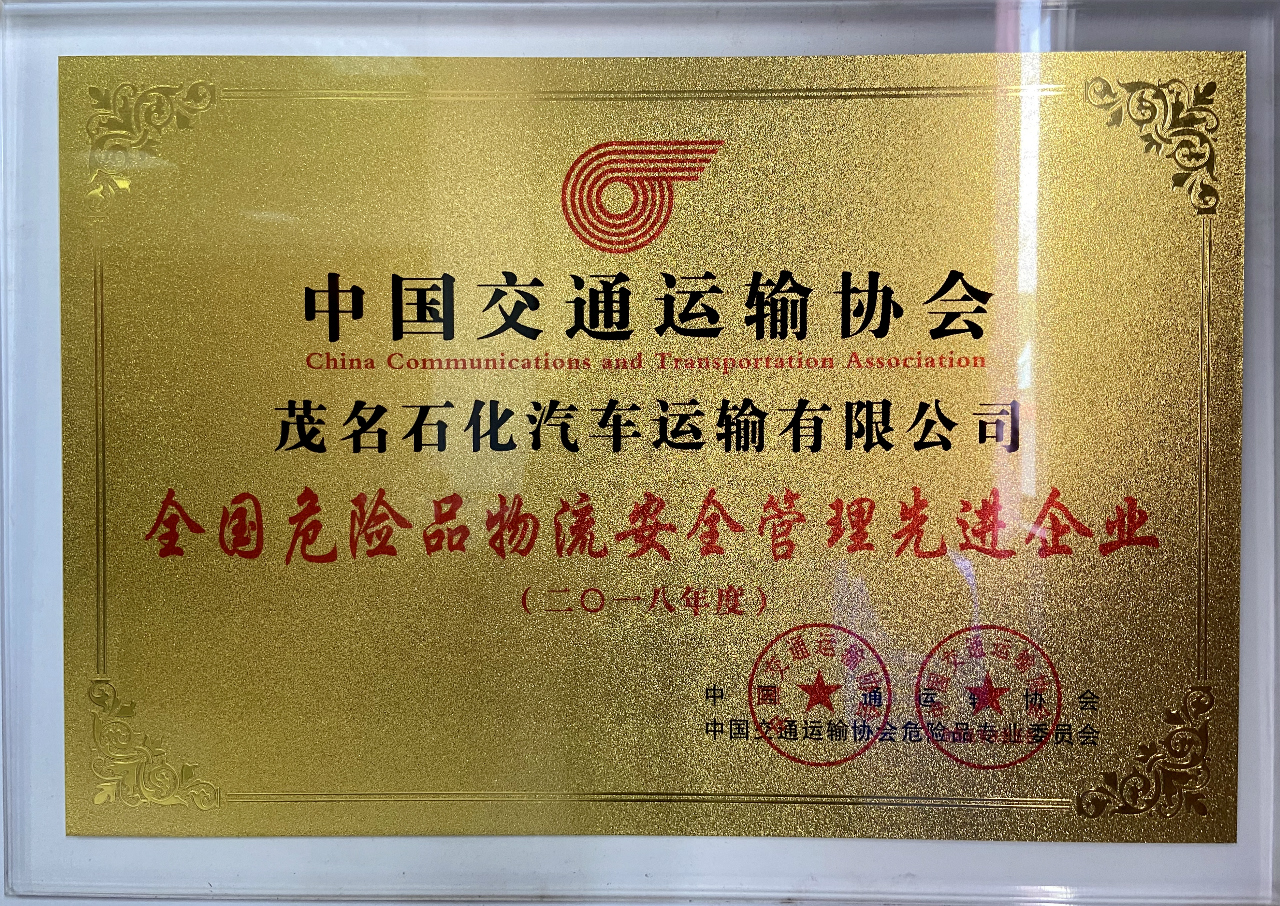 中国交通运输协会
China Communications and Transportation Association
茂名石化汽车运输有限公司
全国危险品物流安全管理先进企业
（二〇一八年度）
中国交通运输协会
中国交通运输协会危险品专业委员会